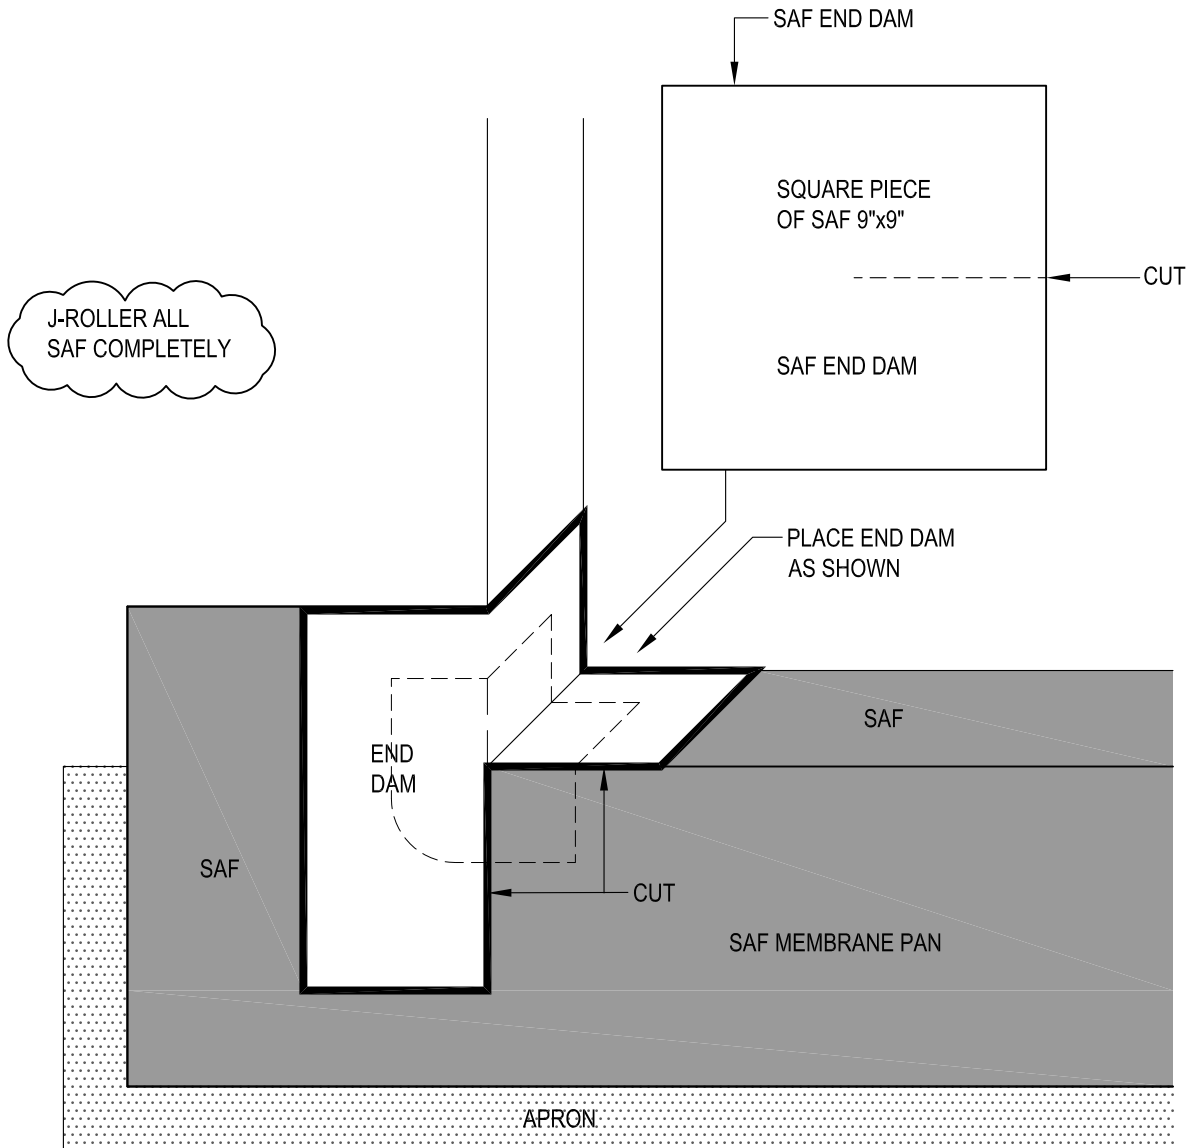 SAF END DAM
SQUARE PIECE
OF SAF 9"x9"
CUT
J-ROLLER ALL
SAF COMPLETELY
SAF END DAM
PLACE END DAM
AS SHOWN
SAF
END
DAM
SAF
CUT
SAF MEMBRANE PAN
APRON